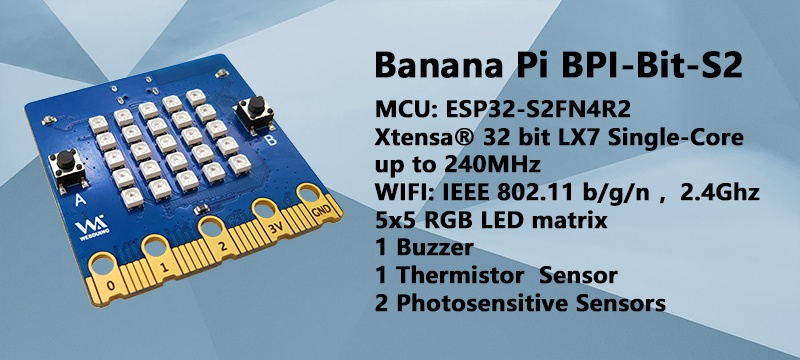 Banana Pi BPI-Bit-S2
MCU: ESP32-S2FN4R2
Xtensa® 32 bit LX7 Single-Core
up to 240MHz
WIFI: IEEE 802.11 b/g/n , 2.4Ghz
5x5 RGB LED matrix
1 Buzzer
1 Thermistor Sensor
2 Photosensitive Sensors
A
B
WEBDUINO
0
1
2
3V
GND